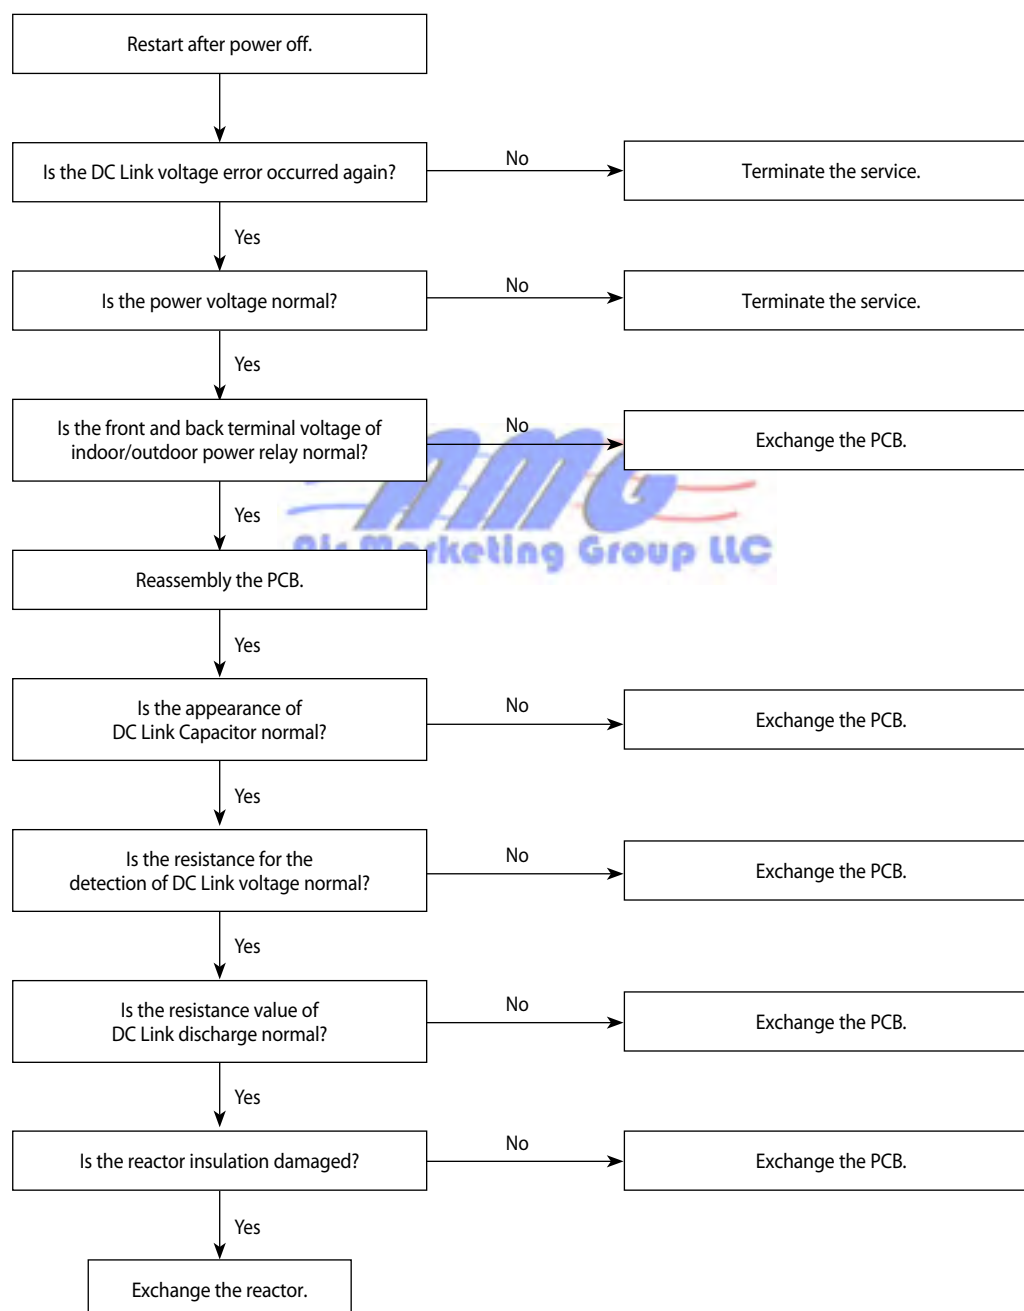 Restart after power off.
Is the DC Link voltage error occurred again?
No
Terminate the service.
Yes
Is the power voltage normal?
No
Terminate the service.
Yes
Is the front and back terminal voltage of
indoor/outdoor power relay normal?
No
Exchange the PCB.
AMG
Yes
Air Marketing Group LLC
Reassembly the PCB.
Yes
Is the appearance of
DC Link Capacitor normal?
No
Exchange the PCB.
Yes
Is the resistance for the
detection of DC Link voltage normal?
No
Exchange the PCB.
Yes
Is the resistance value of
DC Link discharge normal?
No
Exchange the PCB.
Yes
Is the reactor insulation damaged?
No
Exchange the PCB.
Yes
Exchange the reactor.